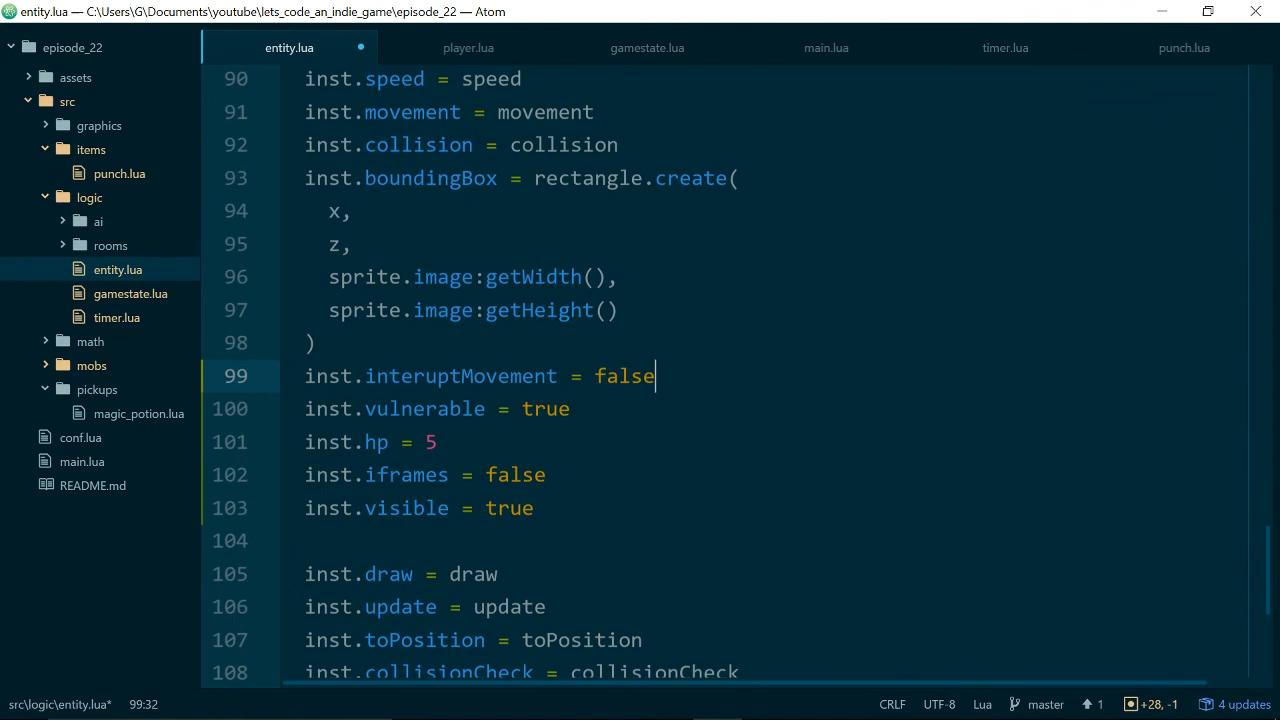 entity.lua — C:\Users\G\Documents\youtube\lets_code_an_indie_game\episode_22 — Atom
episode_22
assets
src
graphics
items
punch.lua
logic
ai
rooms
entity.lua
gamestate.lua
timer.lua
math
mobs
pickups
magic_potion.lua
conf.lua
main.lua
README.md
entity.lua player.lua gamestate.lua main.lua timer.lua punch.lua
90 inst.speed = speed
91 inst.movement = movement
92 inst.collision = collision
93 inst.boundingBox = rectangle.create(
94 x,
95 z,
96 sprite.image:getWidth(),
97 sprite.image:getHeight()
98 )
99 inst.interuptMovement = false
100 inst.vulnerable = true
101 inst.hp = 5
102 inst.iframes = false
103 inst.visible = true
104
105 inst.draw = draw
106 inst.update = update
107 inst.toPosition = toPosition
108 inst.collisionCheck = collisionCheck
src\logic\entity.lua* 99:32 CRLF UTF-8 Lua master 1 +28, -1 4 updates